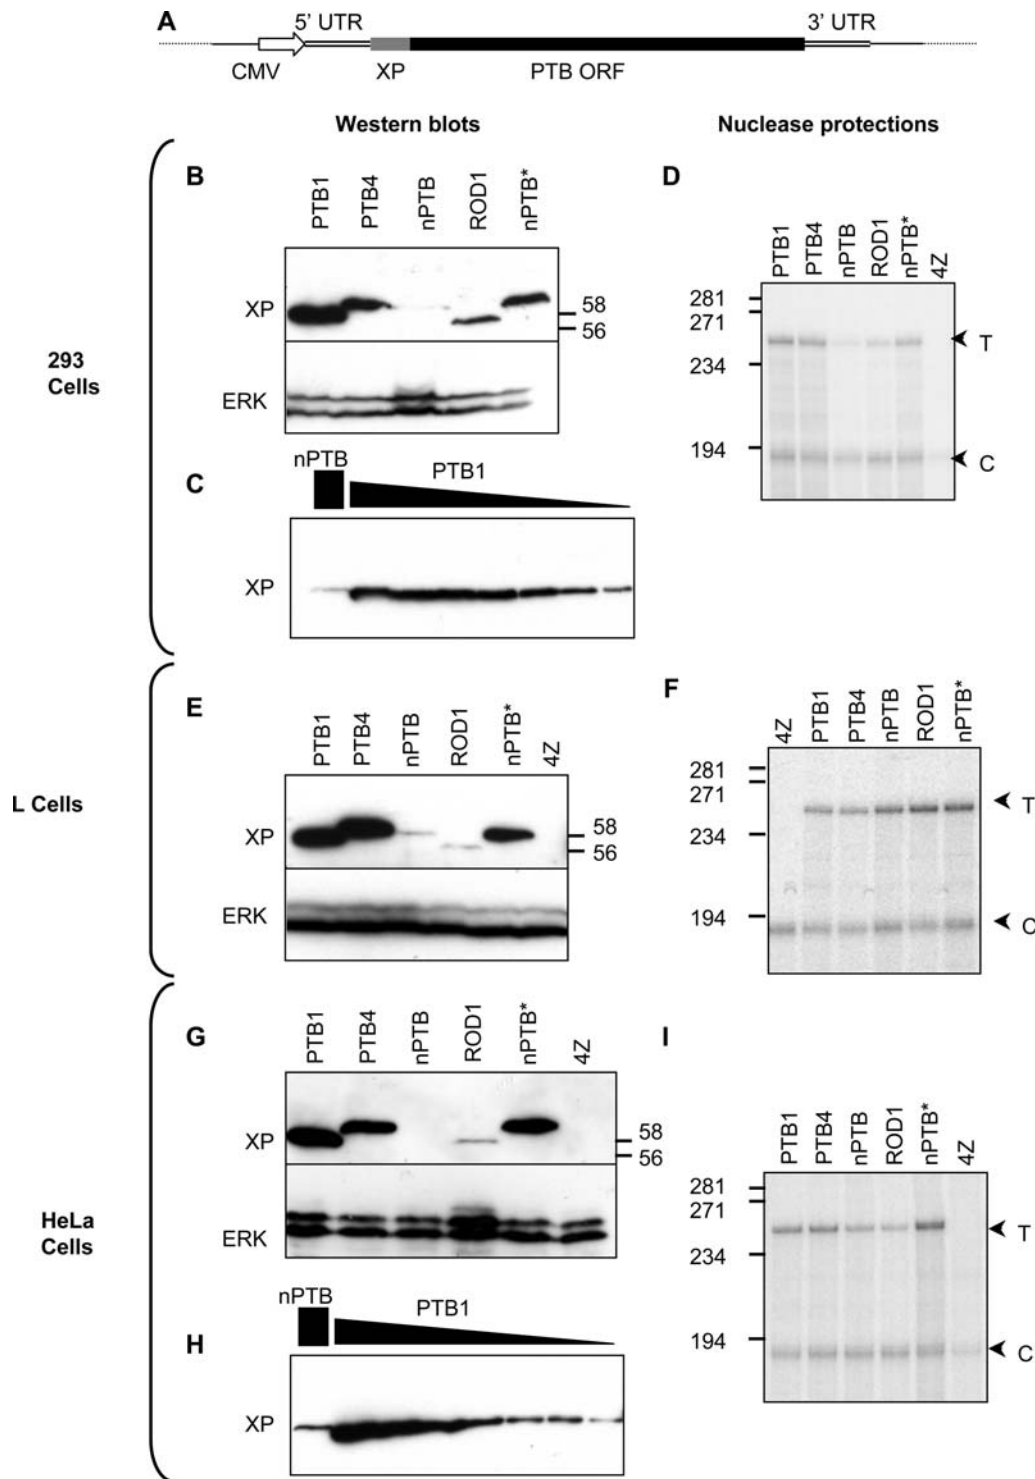 A
5' UTR
3' UTR
CMV
XP
PTB ORF
Western blots
Nuclease protections
293
Cells
B
PTB1
PTB4
nPTB
ROD1
nPTB*
XP
58
56
ERK
C
nPTB
PTB1
XP
D
PTB1
PTB4
nPTB
ROD1
nPTB*
4Z
281
271
234
194
T
C
L Cells
E
PTB1
PTB4
nPTB
ROD1
nPTB*
4Z
XP
58
56
ERK
F
4Z
PTB1
PTB4
nPTB
ROD1
nPTB*
281
271
234
194
T
C
HeLa
Cells
G
PTB1
PTB4
nPTB
ROD1
nPTB*
4Z
XP
58
56
ERK
H
nPTB
PTB1
XP
I
PTB1
PTB4
nPTB
ROD1
nPTB*
4Z
281
271
234
194
T
C